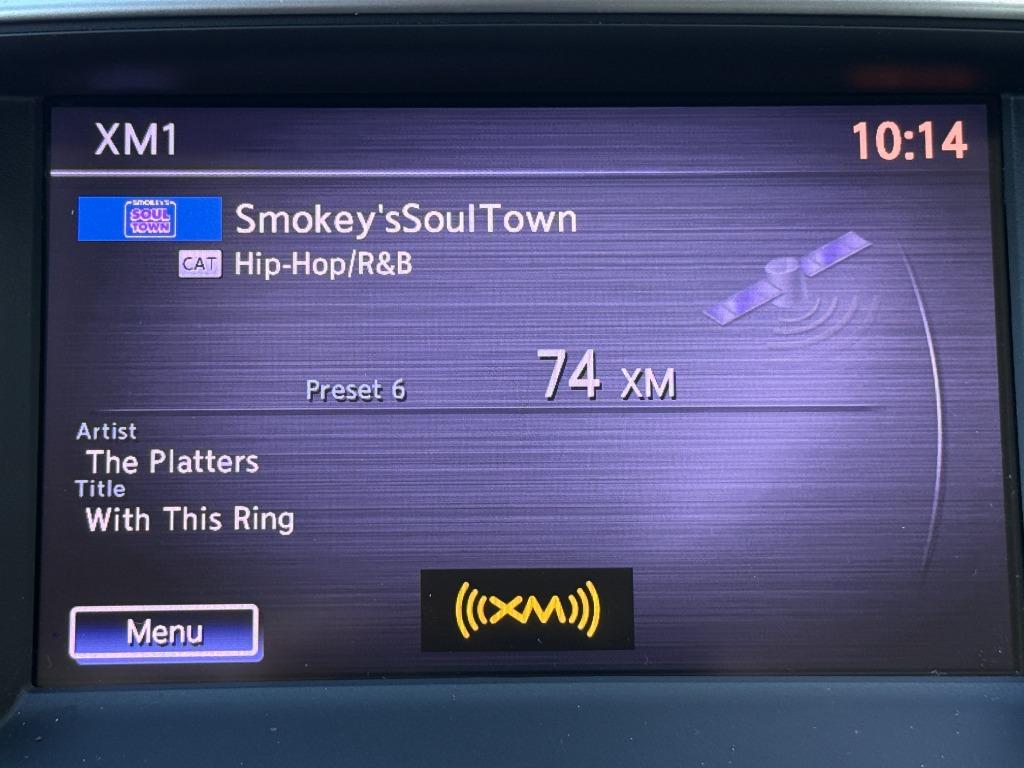 XM1
10:14
SMOKEY'S
SOUL
TOWN
Smokey'sSoulTown
CAT Hip-Hop/R&B
Preset 6
74 XM
Artist
The Platters
Title
With This Ring
XM
Menu